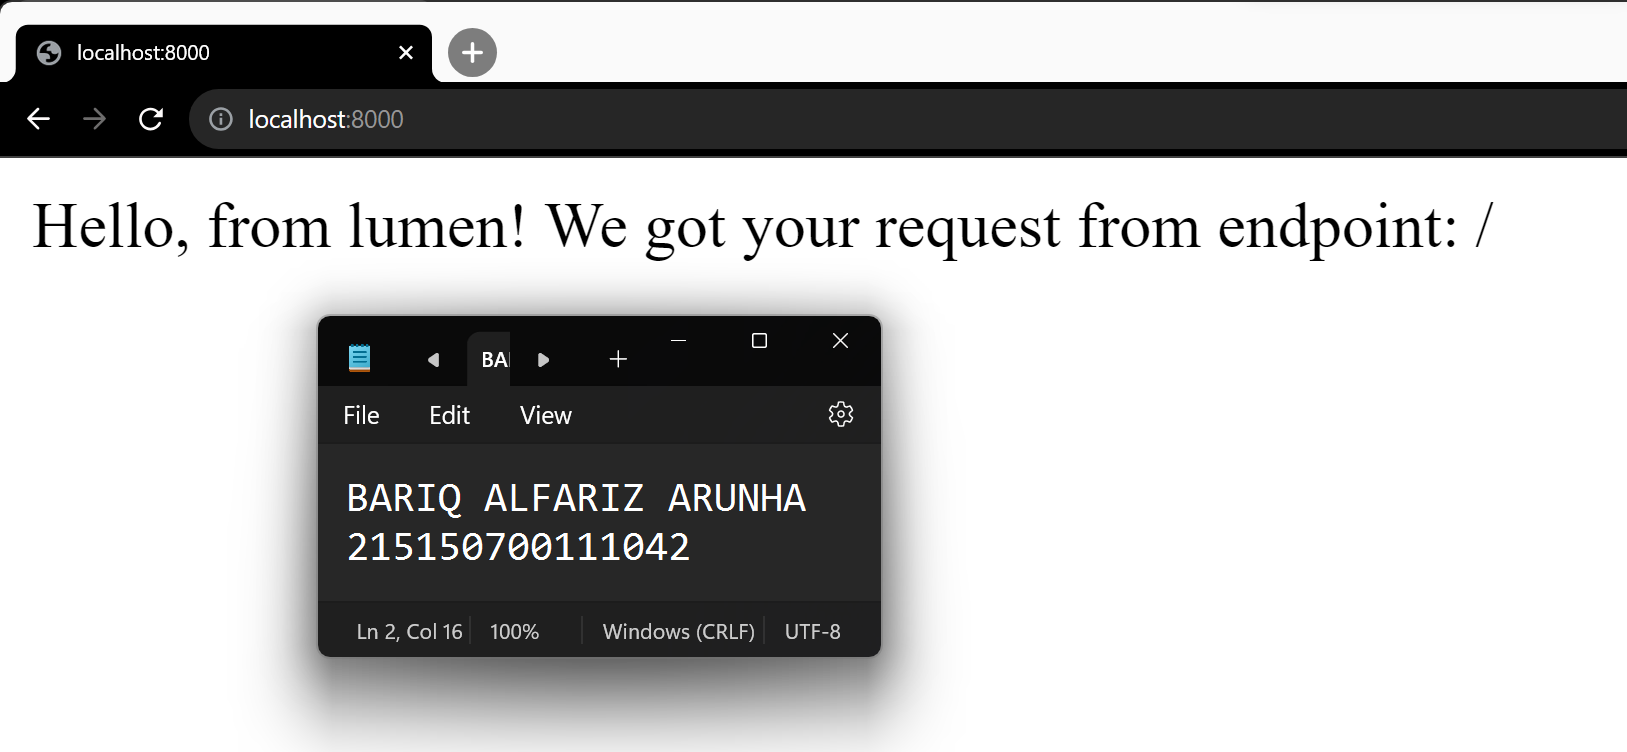 localhost:8000
localhost:8000
Hello, from lumen! We got your request from endpoint: /
BA
File Edit View
BARIQ ALFARIZ ARUNHA
215150700111042
Ln 2, Col 16 100% Windows (CRLF) UTF-8